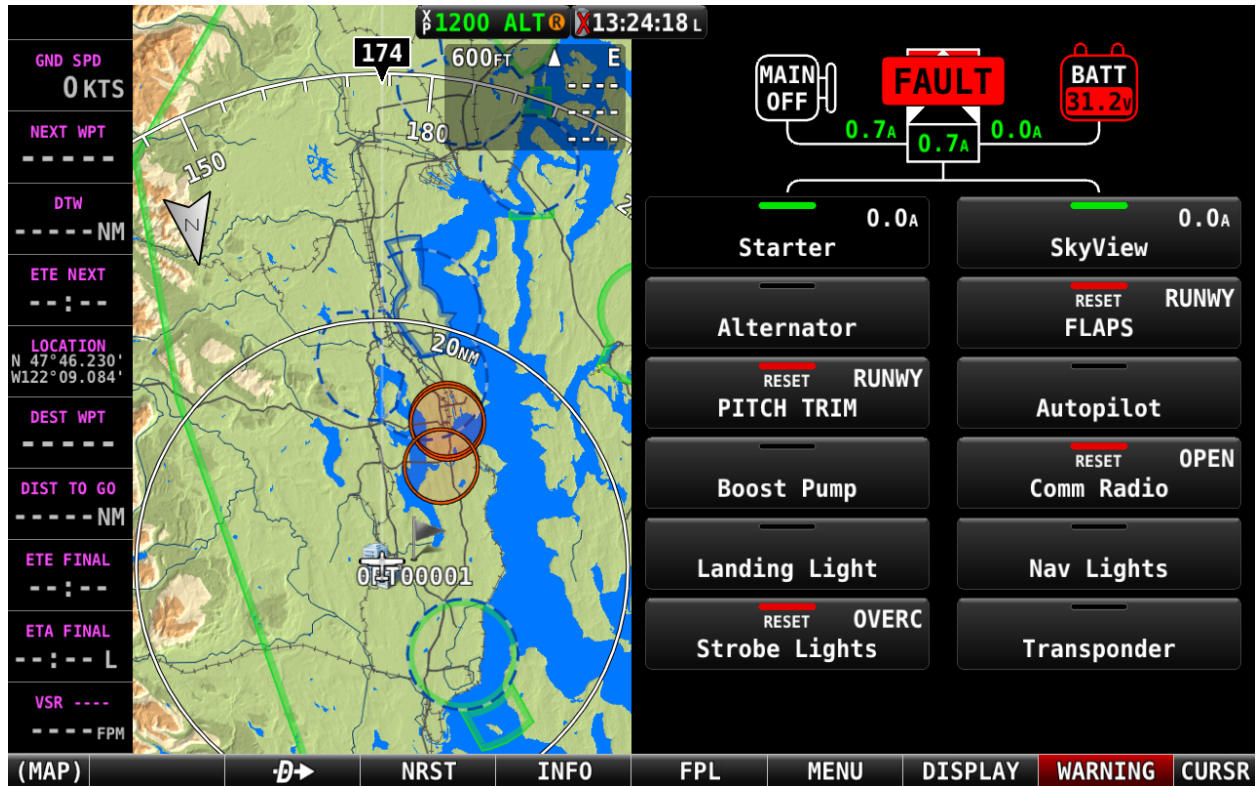 XP 1200 ALT R X 13:24:18 L
GND SPD
0 KTS
NEXT WPT
-----
DTW
----- NM
ETE NEXT
--:--
LOCATION
N 47°46.230'
W122°09.084'
DEST WPT
-----
DIST TO GO
----- NM
ETE FINAL
--:--
ETA FINAL
--:-- L
VSR ----
---- FPM
174
600FT
E
----
----
----
150
180
N
20NM
MAIN
OFF
FAULT
BATT
31.2V
0.7A
0.7A
0.0A
0.0A
Starter
0.0A
SkyView
Alternator
RESET RUNWY
FLAPS
RESET RUNWY
PITCH TRIM
Autopilot
Boost Pump
RESET OPEN
Comm Radio
Landing Light
Nav Lights
RESET OVERC
Strobe Lights
Transponder
(MAP) D NRST INFO FPL MENU DISPLAY WARNING CURSR